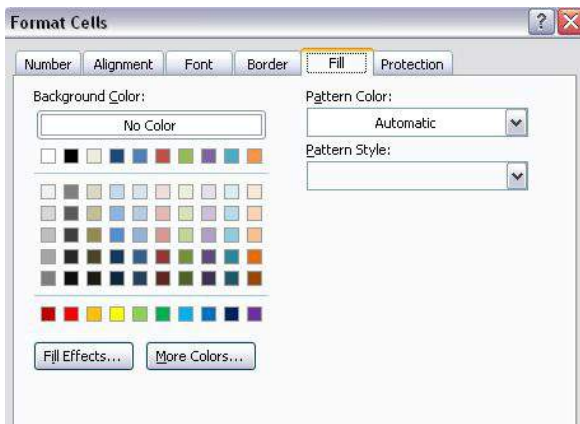 Format Cells
Number Alignment Font Border Fill Protection
Background Color:
No Color
Pattern Color:
Automatic
Pattern Style:
Fill Effects...
More Colors...